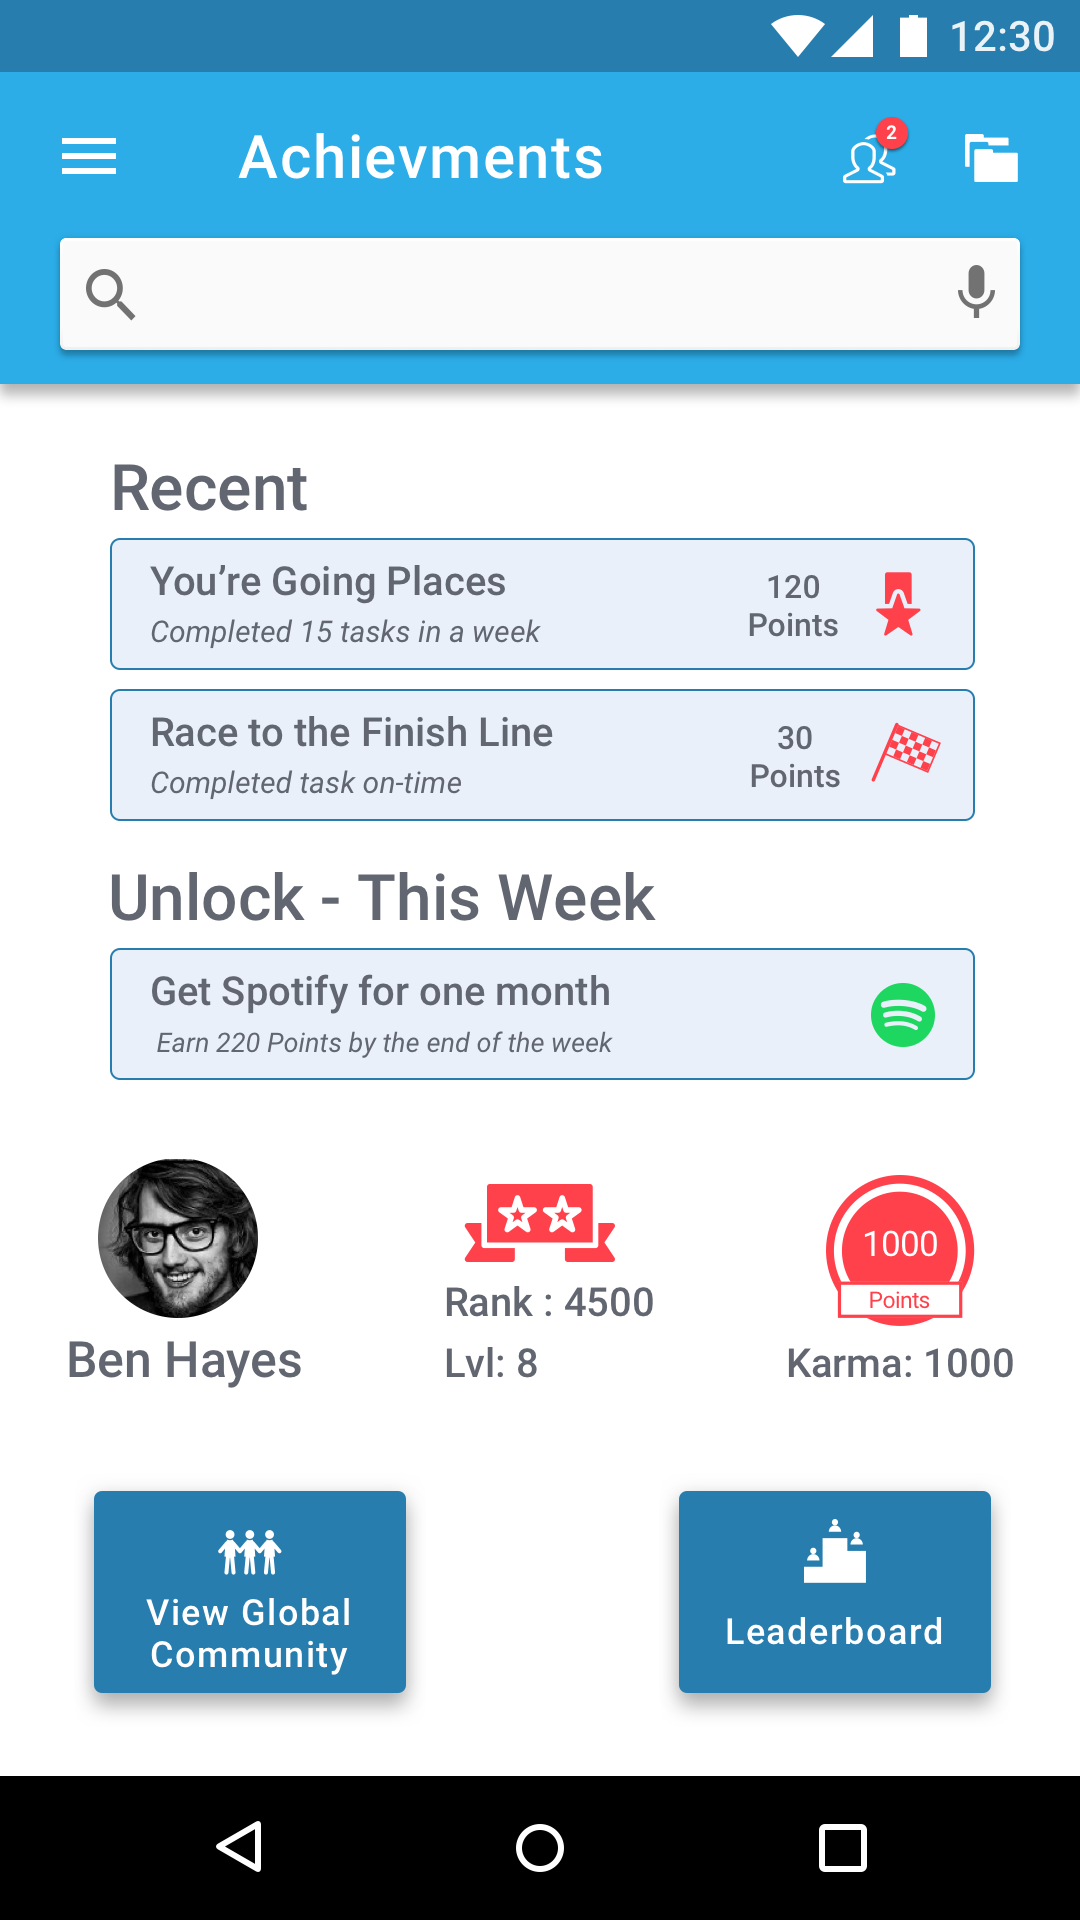 12:30
Achievments
2
Recent
You’re Going Places
Completed 15 tasks in a week
120
Points
Race to the Finish Line
Completed task on-time
30
Points
Unlock - This Week
Get Spotify for one month
Earn 220 Points by the end of the week
1000
Points
Ben Hayes
Rank : 4500
Lvl: 8
Karma: 1000
View Global
Community
Leaderboard